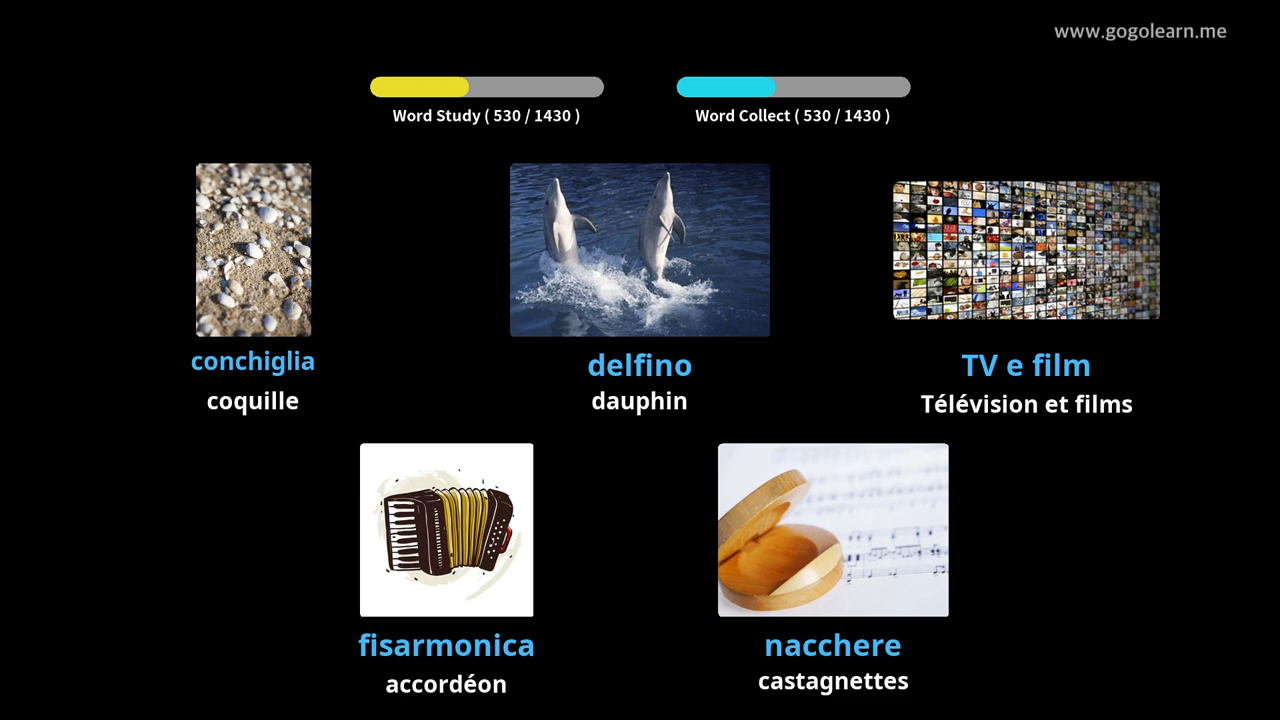 www.gogolearn.me
Word Study ( 530 / 1430 )
Word Collect ( 530 / 1430 )
conchiglia
coquille
delfino
dauphin
TV e film
Télévision et films
fisarmonica
accordéon
nacchere
castagnettes